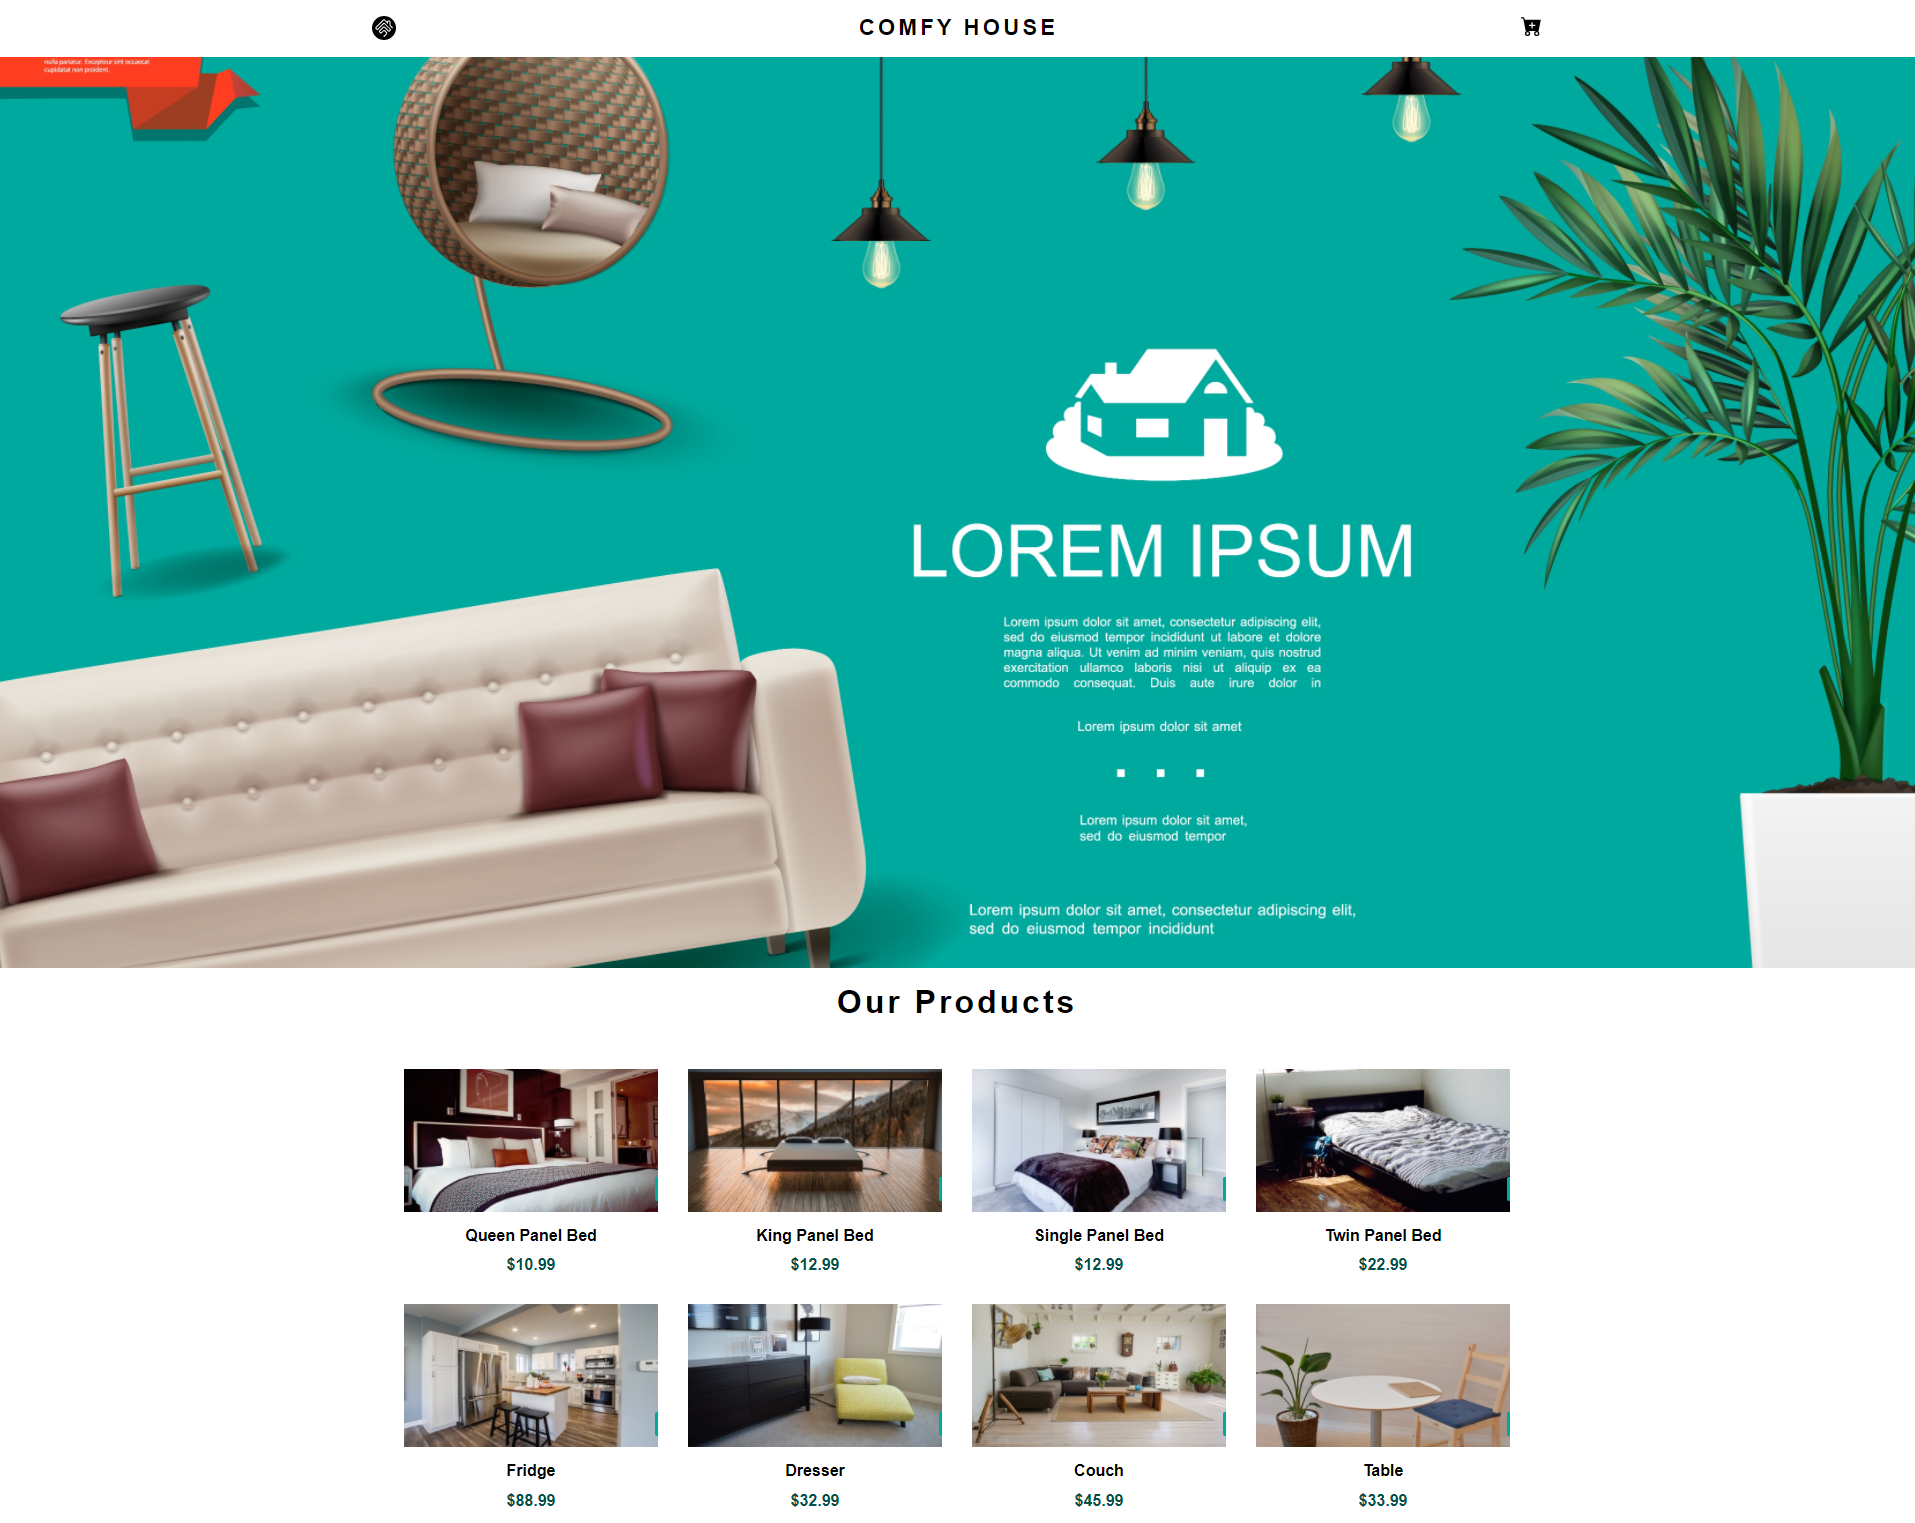 COMFY HOUSE
nulla pariatur. Excepteur sint occaecat
cupidatat non proident.
LOREM IPSUM
Lorem ipsum dolor sit amet, consectetur adipiscing elit,
sed do eiusmod tempor incididunt ut labore et dolore
magna aliqua. Ut venim ad minim veniam, quis nostrud
exercitation ullamco laboris nisi ut aliquip ex ea
commodo consequat. Duis aute irure dolor in
Lorem ipsum dolor sit amet
Lorem ipsum dolor sit amet,
sed do eiusmod tempor
Lorem ipsum dolor sit amet, consectetur adipiscing elit,
sed do eiusmod tempor incididunt
Our Products
Queen Panel Bed
$10.99
King Panel Bed
$12.99
Single Panel Bed
$12.99
Twin Panel Bed
$22.99
Fridge
$88.99
Dresser
$32.99
Couch
$45.99
Table
$33.99